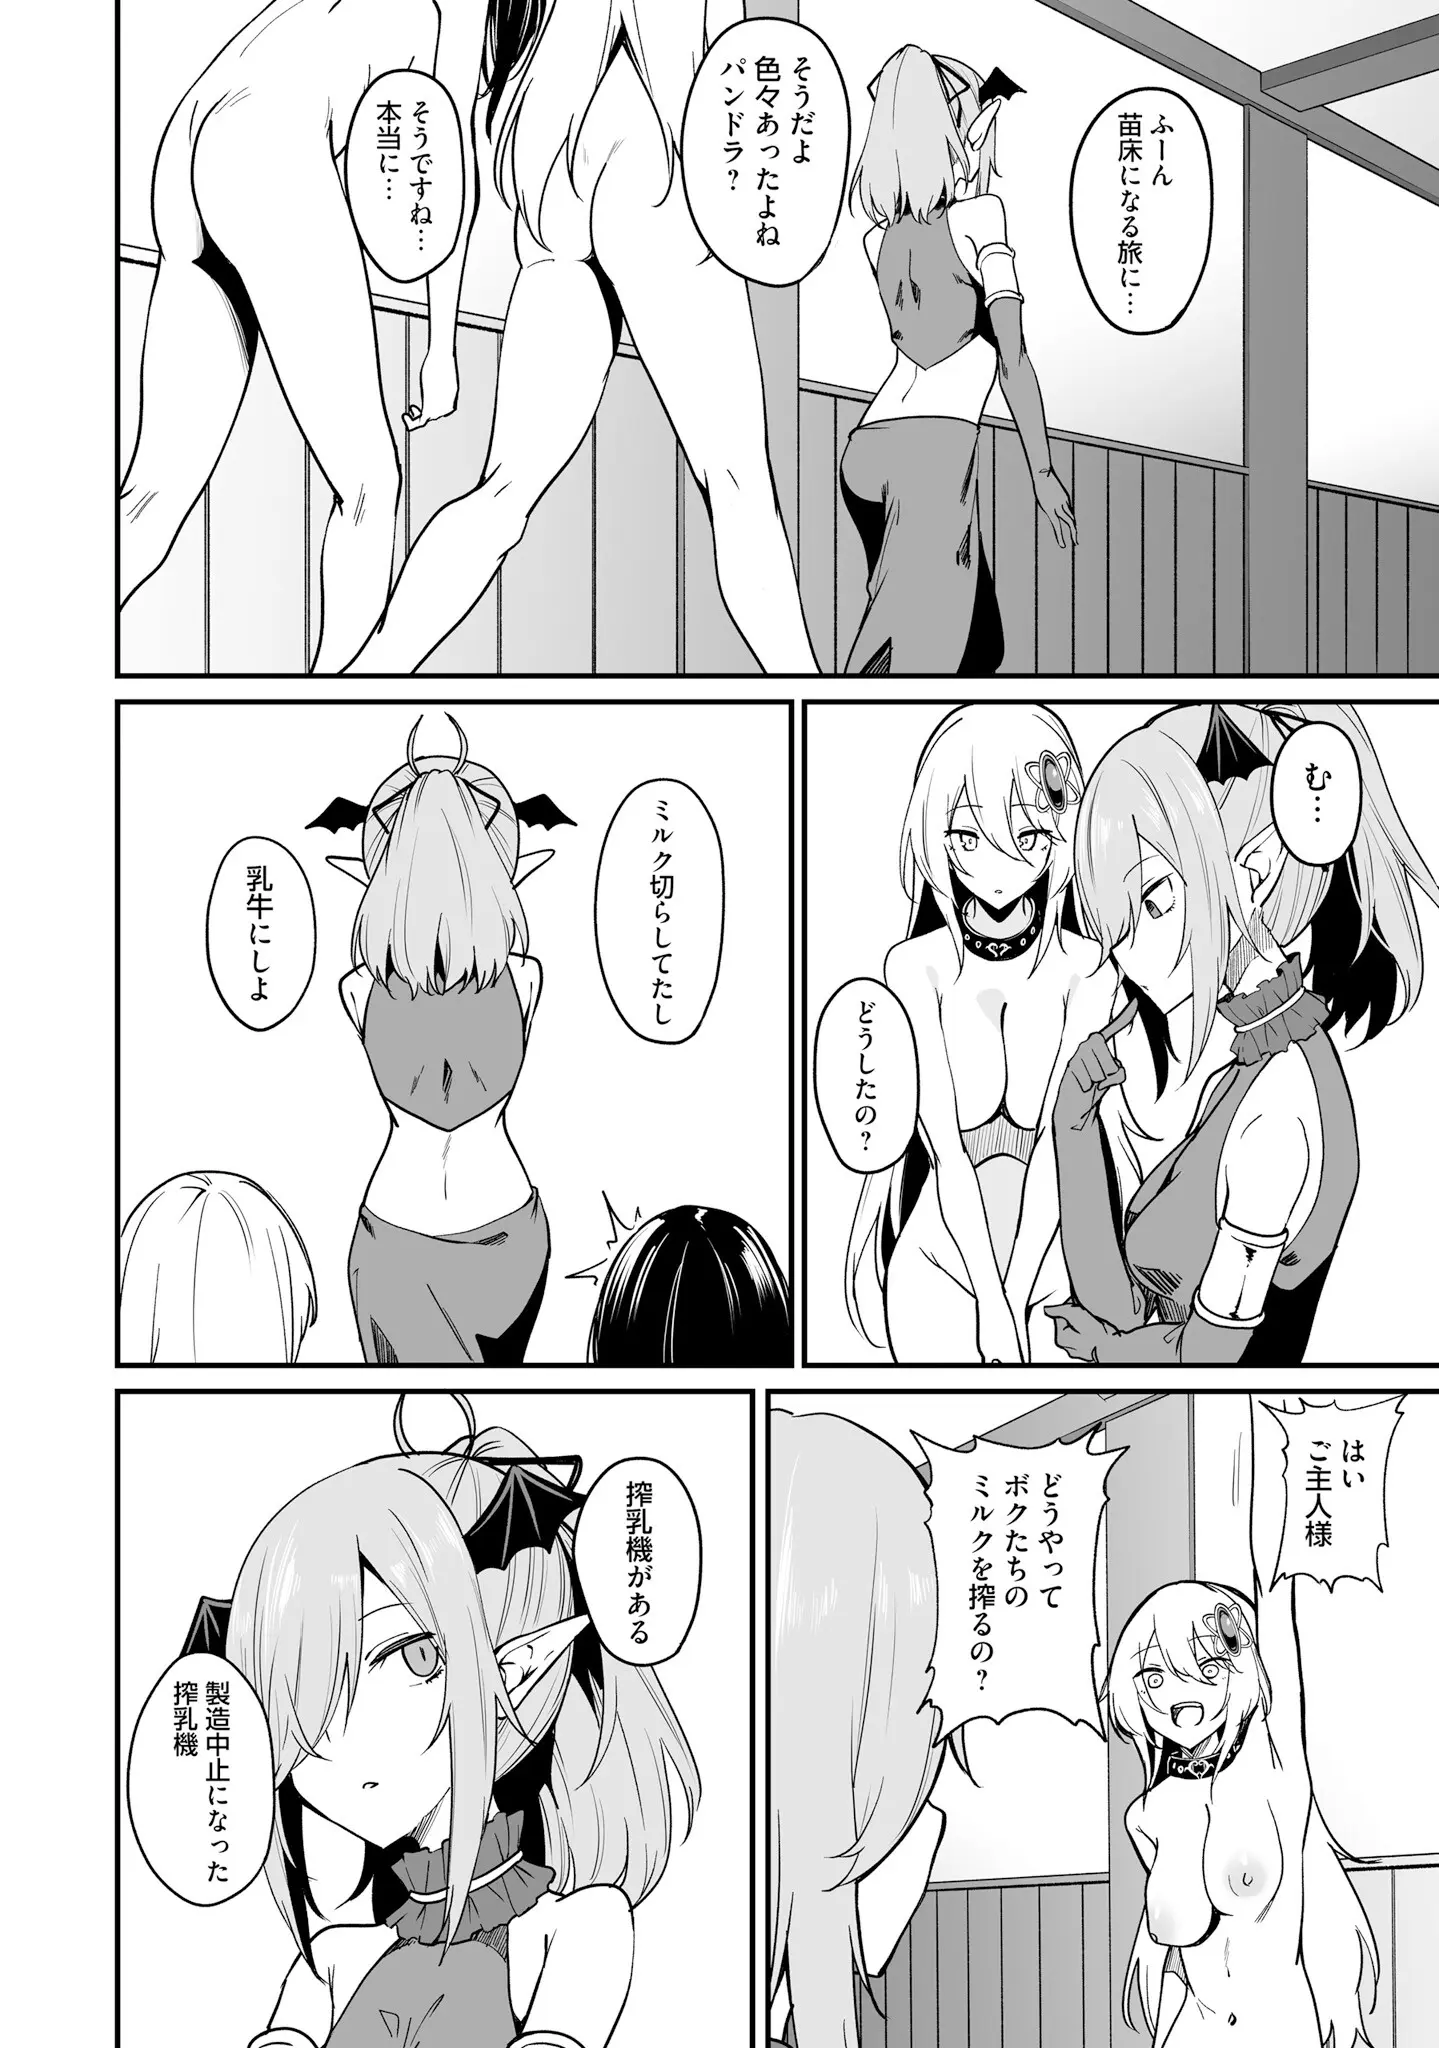 ふーん
苗床になる旅に…
そうだよ
色々あったよね
パンドラ？
そうですね…
本当に…
む…
どうしたの？
ミルク切らしてたし
乳牛にしよ
はい
ご主人様
どうやって
ボクたちの
ミルクを搾るの？
搾乳機がある
製造中止になった
搾乳機